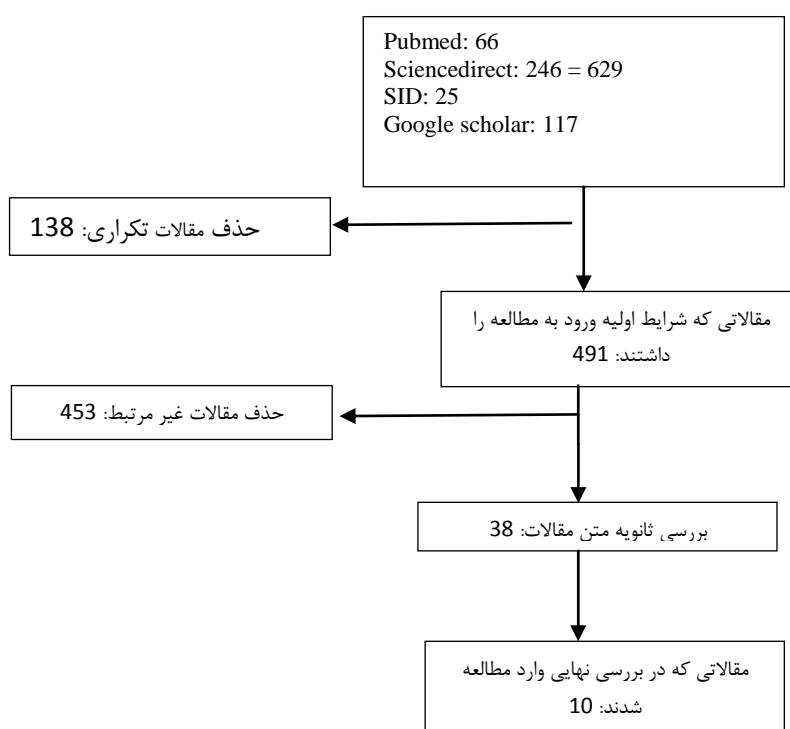 Pubmed: 66
Sciencedirect: 246 = 629
SID: 25
Google scholar: 117
حذف مقالات تکراری: 138
مقالاتی که شرایط اولیه ورود به مطالعه را
داشتند: 491
حذف مقالات غیر مرتبط: 453
بررسی ثانویه متن مقالات: 38
مقالاتی که در بررسی نهایی وارد مطالعه
شدند: 10